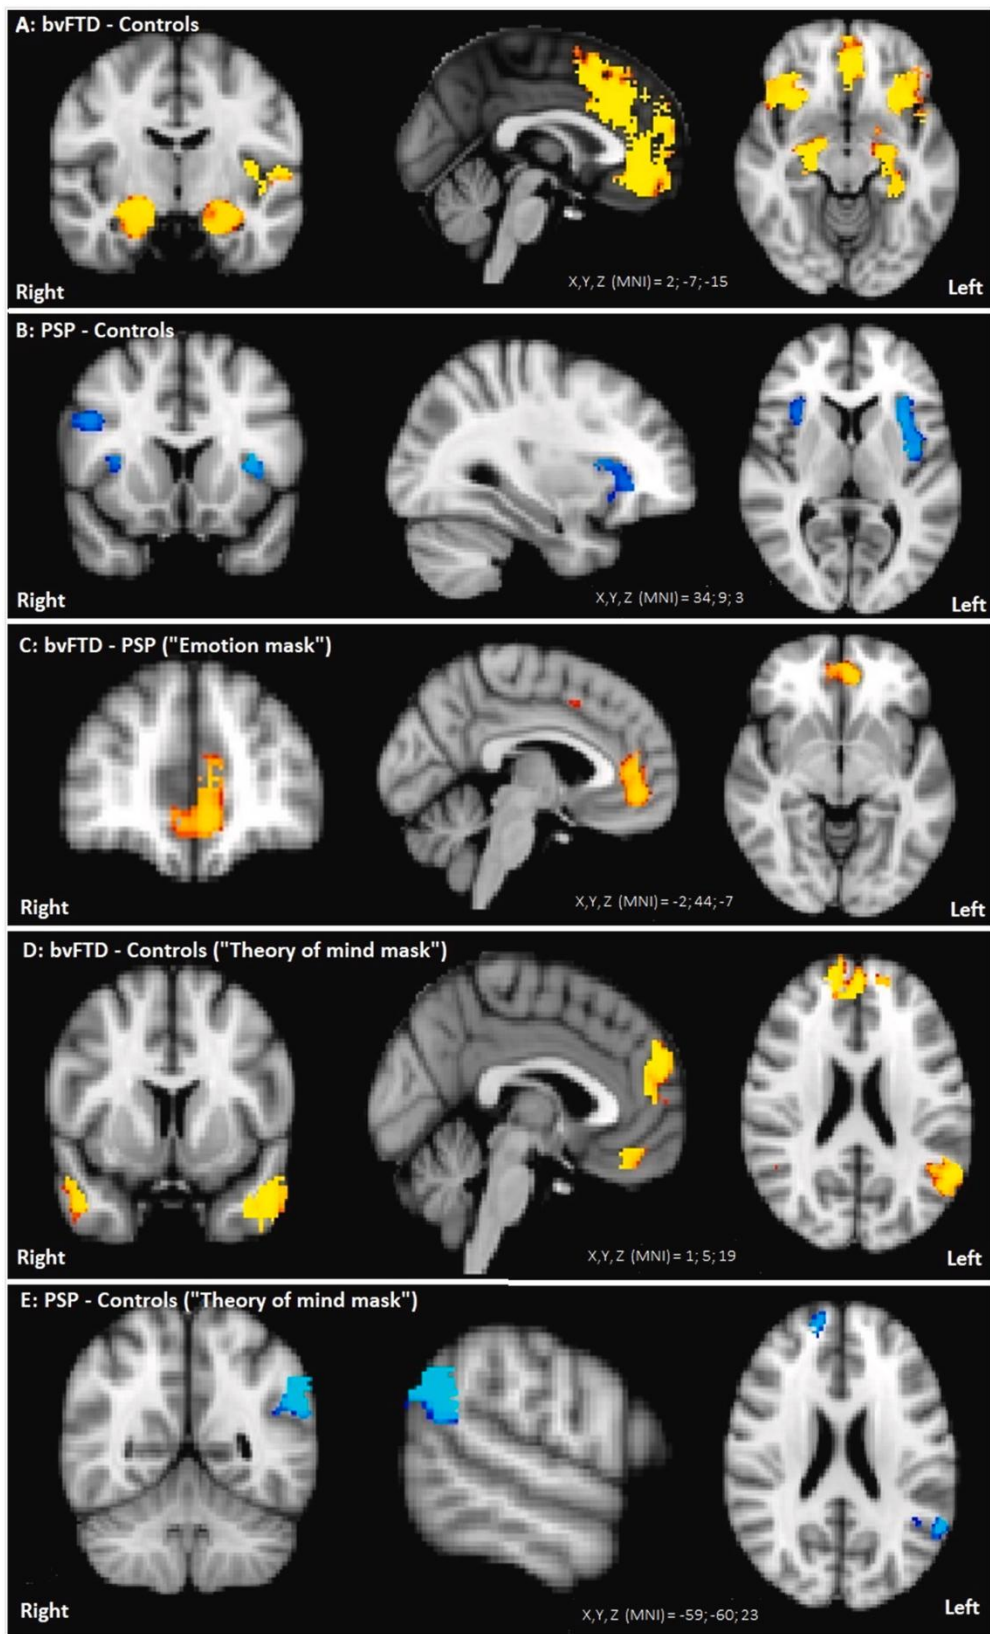 A: bvFTD - Controls
X,Y, Z (MNI) = 2; -7; -15
Right
Left
B: PSP - Controls
X,Y, Z (MNI) = 34; 9; 3
Right
Left
C: bvFTD - PSP ("Emotion mask")
X,Y, Z (MNI) = -2; 44; -7
Right
Left
D: bvFTD - Controls ("Theory of mind mask")
X,Y, Z (MNI) = 1; 5; 19
Right
Left
E: PSP - Controls ("Theory of mind mask")
X,Y, Z (MNI) = -59; -60; 23
Right
Left